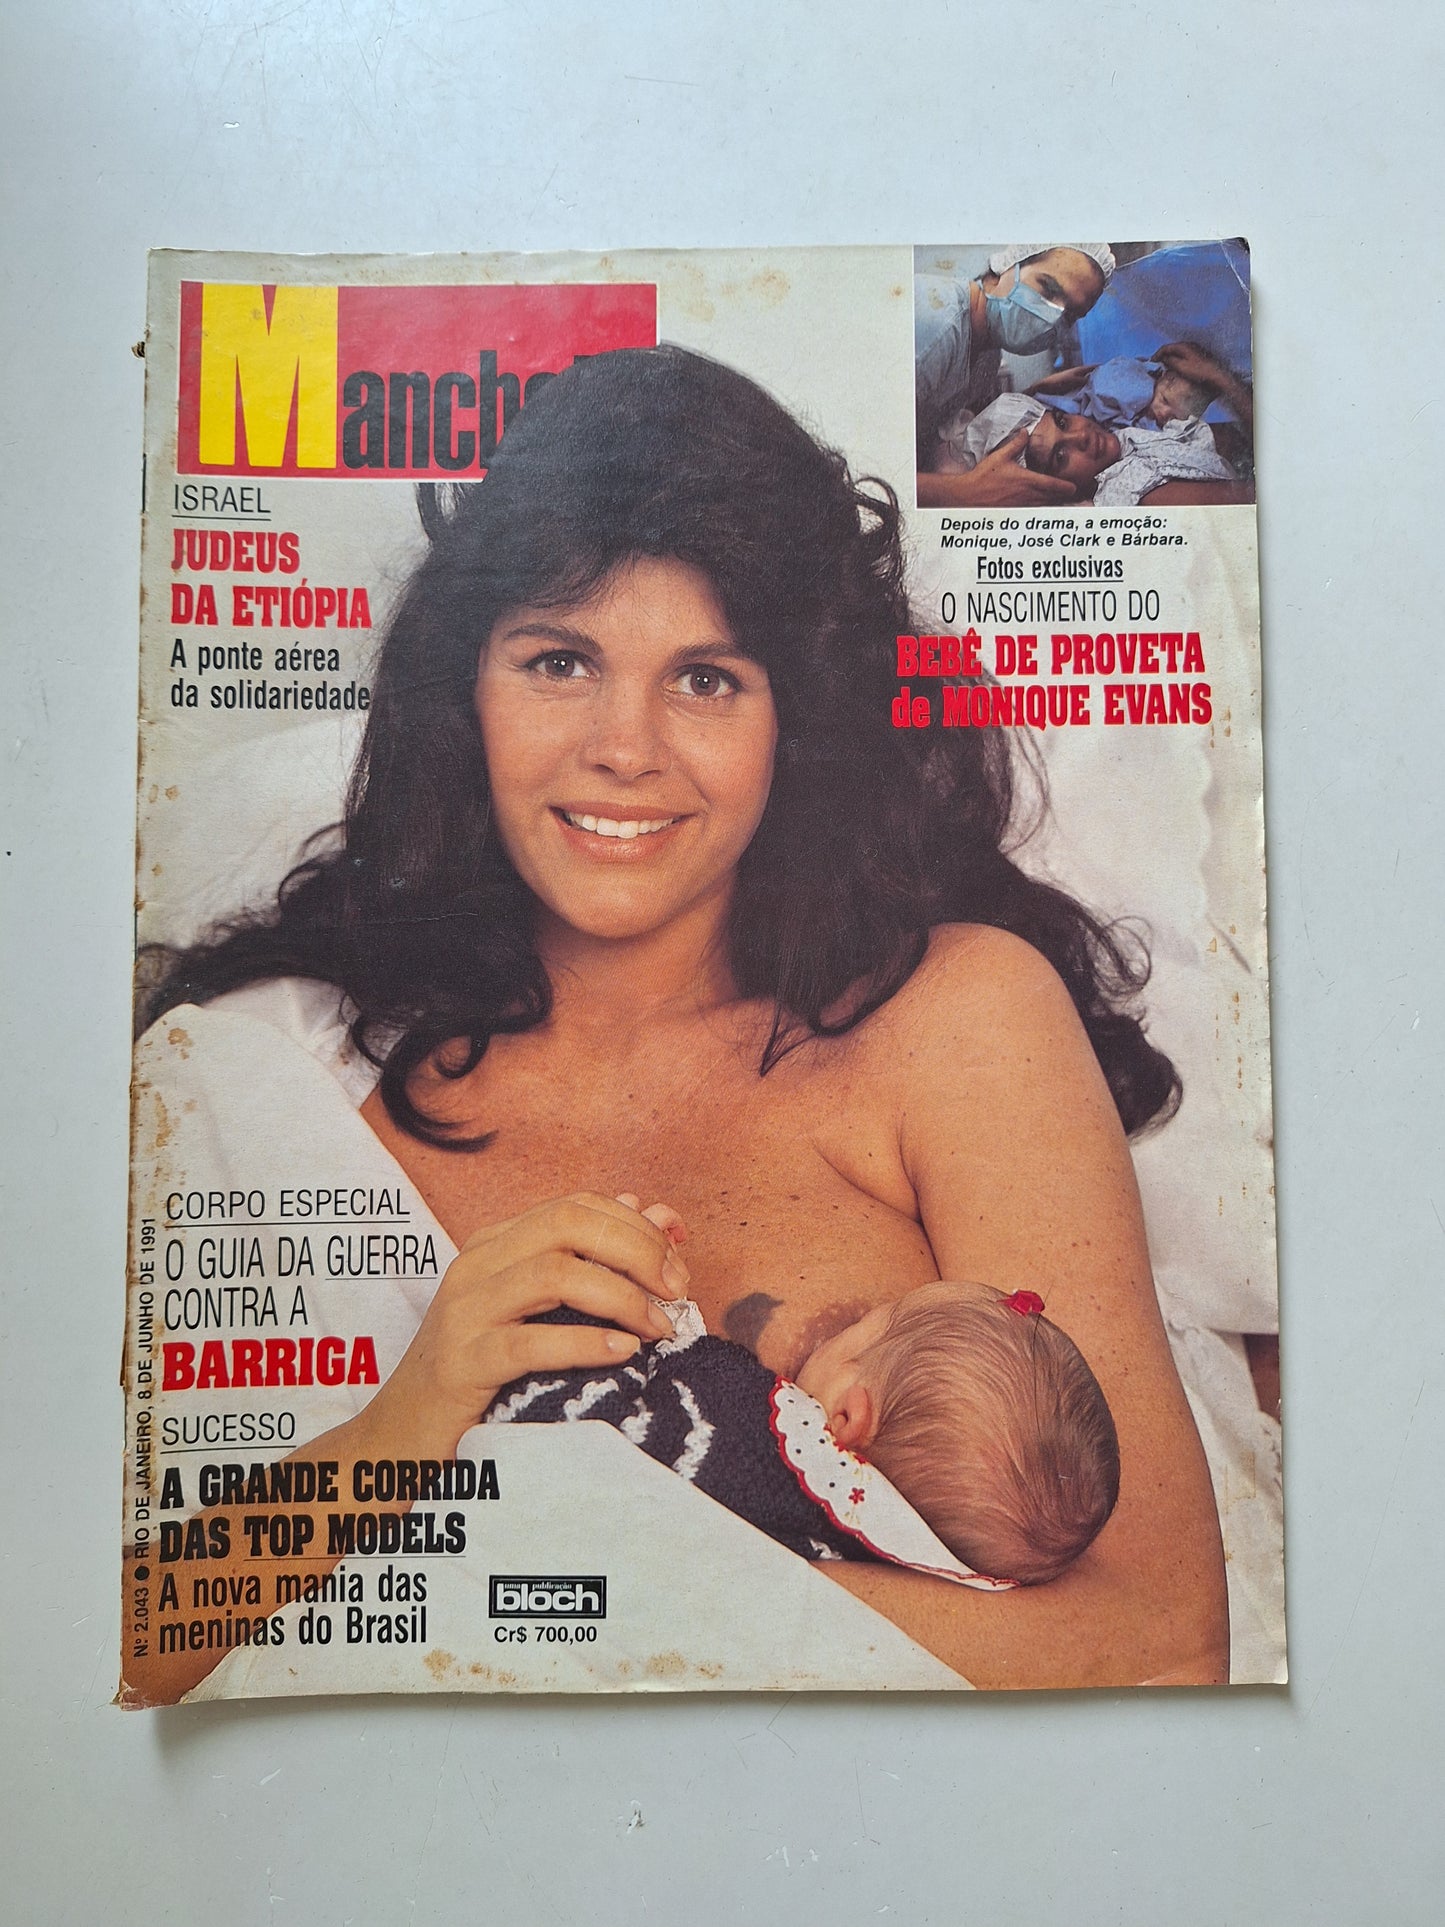 Manche
ISRAEL
JUDEUS
DA ETIÓPIA
A ponte aérea
da solidariedade
Depois do drama, a emoção:
Monique, José Clark e Bárbara.
Fotos exclusivas
O NASCIMENTO DO
BEBÊ DE PROVETA
de MONIQUE EVANS
CORPO ESPECIAL
O GUIA DA GUERRA
CONTRA A
BARRIGA
SUCESSO
A GRANDE CORRIDA
DAS TOP MODELS
A nova mania das
meninas do Brasil
uma publicação
bloch
Cr$ 700,00
Nº 2.043 ● RIO DE JANEIRO, 8 DE JUNHO DE 1991